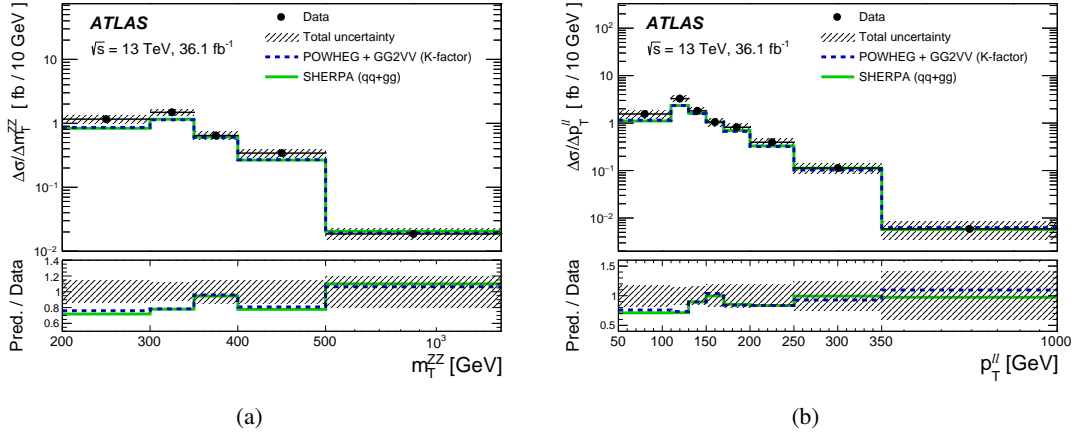 ATLAS
√s = 13 TeV, 36.1 fb⁻¹
Data
Total uncertainty
POWHEG + GG2VV (K-factor)
SHERPA (qq+gg)
Δσ/Δm_T^ZZ [ fb / 10 GeV ]
10
1
10⁻¹
10⁻²
Pred. / Data
1.4
1.2
1
0.8
0.6
200 300 400 500 10³
m_T^ZZ [GeV]
(a)
ATLAS
√s = 13 TeV, 36.1 fb⁻¹
Data
Total uncertainty
POWHEG + GG2VV (K-factor)
SHERPA (qq+gg)
Δσ/Δp_T^ll [ fb / 10 GeV ]
10²
10
1
10⁻¹
10⁻²
Pred. / Data
1.5
1.0
0.5
50 100 150 200 250 350 1000
p_T^ll [GeV]
(b)